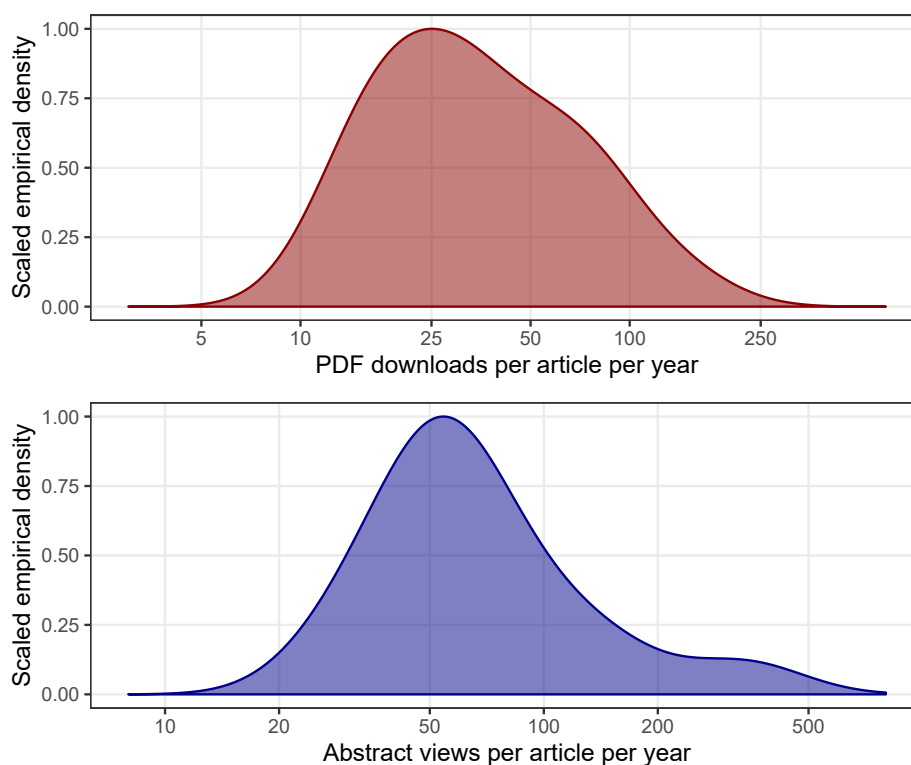 Scaled empirical density
1.00
0.75
0.50
0.25
0.00
5 10 25 50 100 250
PDF downloads per article per year
Scaled empirical density
1.00
0.75
0.50
0.25
0.00
10 20 50 100 200 500
Abstract views per article per year